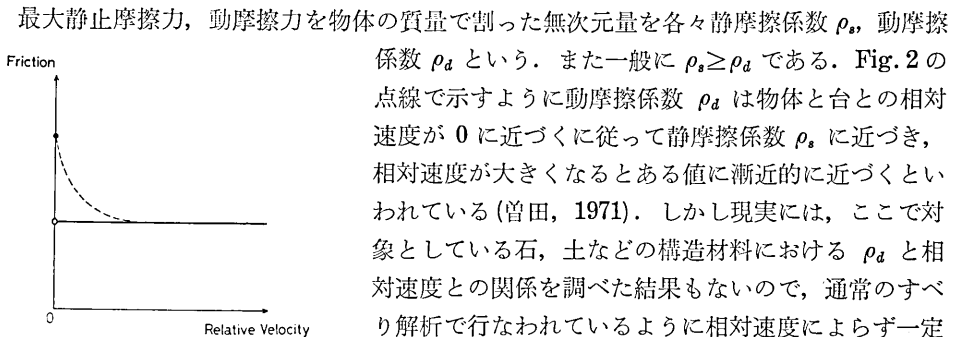 最大静止摩擦力，動摩擦力を物体の質量で割った無次元量を各々静摩擦係数 ρs，動摩擦
係数 ρd という．また一般に ρs≥ρd である．Fig. 2 の
点線で示すように動摩擦係数 ρd は物体と台との相対
速度が 0 に近づくに従って静摩擦係数 ρs に近づき，
相対速度が大きくなるとある値に漸近的に近づくとい
われている(曽田，1971)．しかし現実には，ここで対
象としている石，土などの構造材料における ρd と相
対速度との関係を調べた結果もないので，通常のすべ
り解析で行なわれているように相対速度によらず一定
Friction
0
Relative Velocity